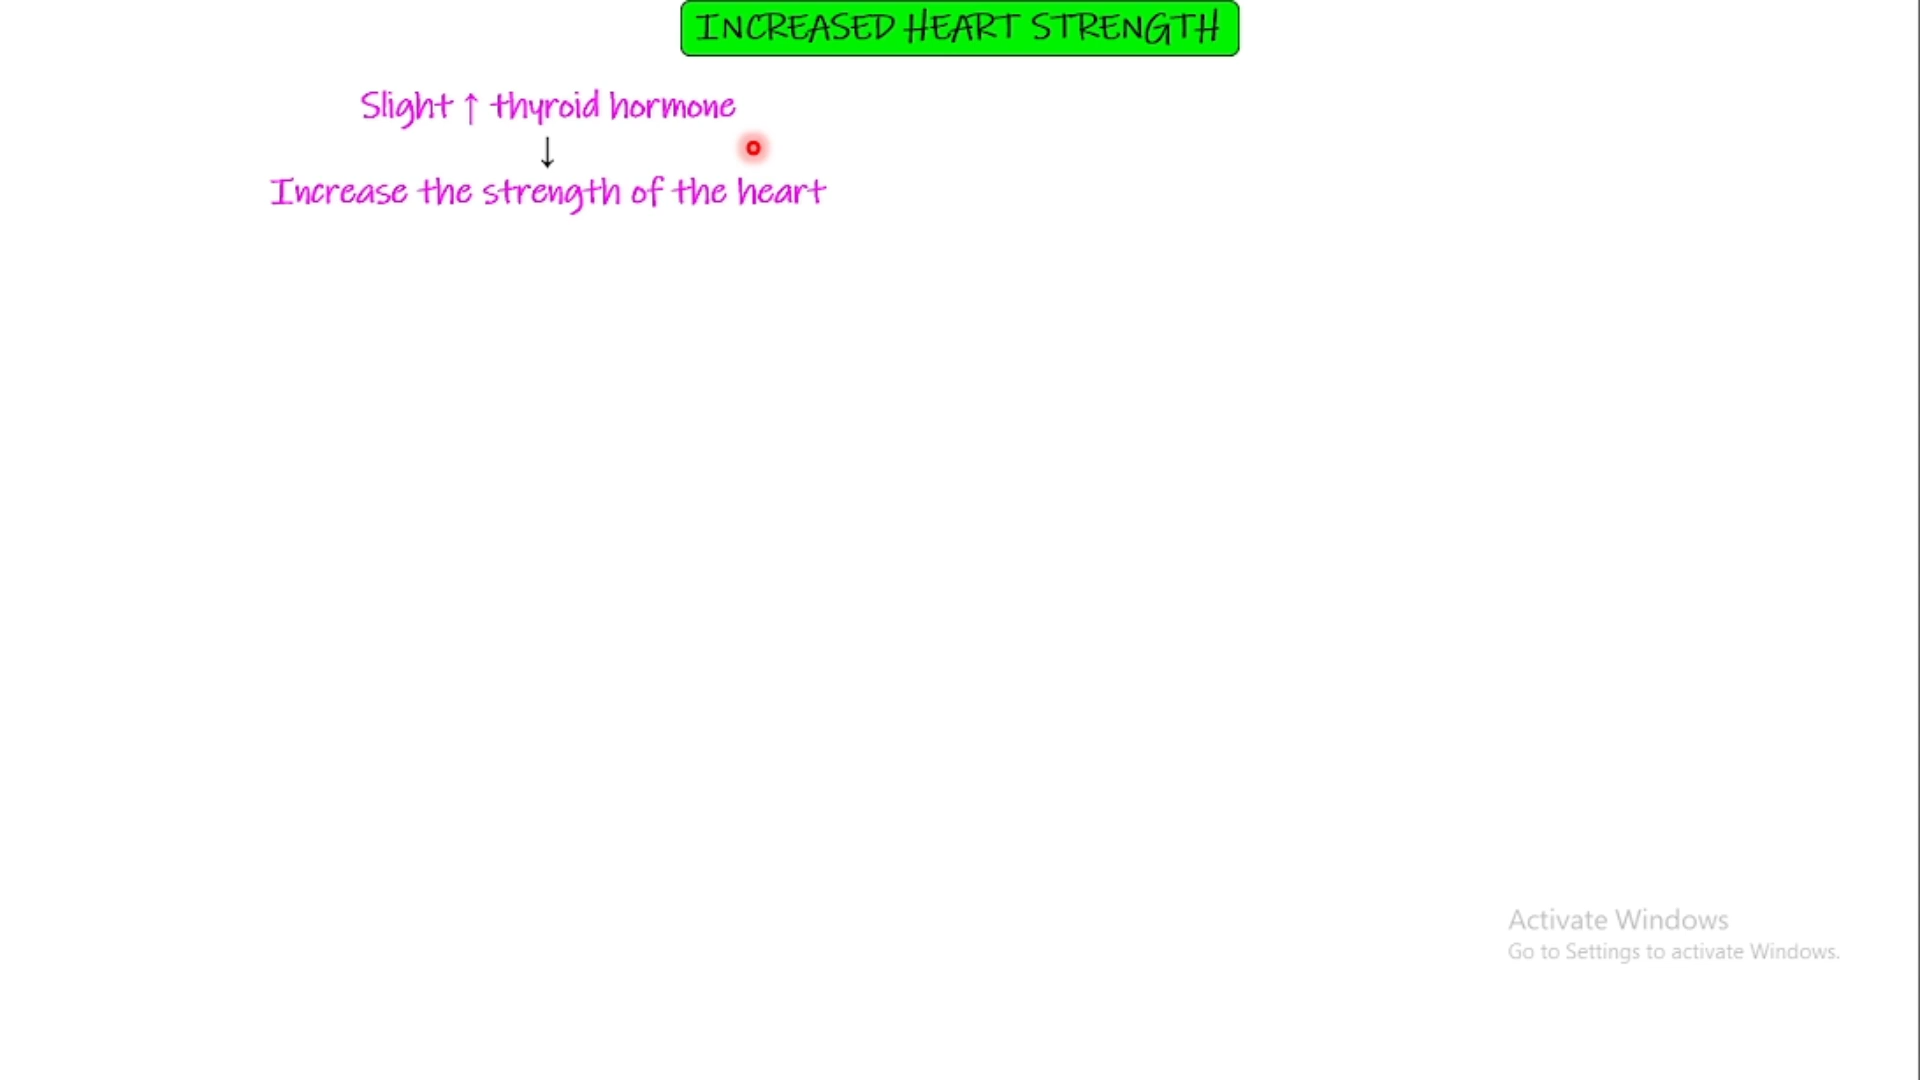 INCREASED HEART STRENGTH
Slight ↑ thyroid hormone
↓
Increase the strength of the heart
Activate Windows
Go to Settings to activate Windows.